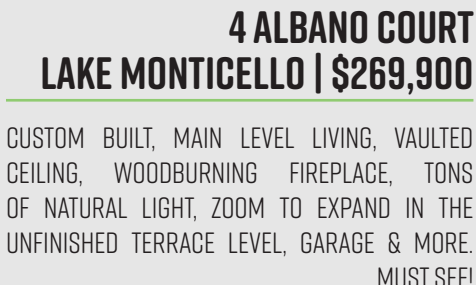 4 ALBANO COURT
LAKE MONTICELLO | $269,900
CUSTOM BUILT, MAIN LEVEL LIVING, VAULTED
CEILING, WOODBURNING FIREPLACE, TONS
OF NATURAL LIGHT, ZOOM TO EXPAND IN THE
UNFINISHED TERRACE LEVEL, GARAGE & MORE.
MUST SEE!